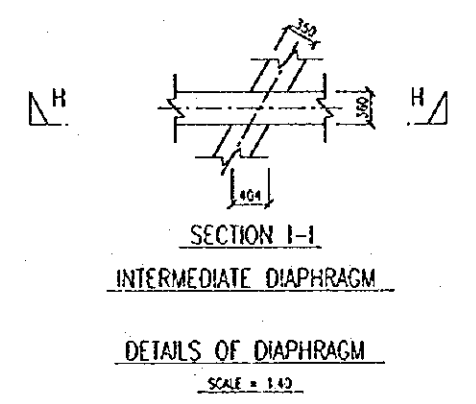 350
H H
360
404
SECTION 1-1
INTERMEDIATE DIAPHRAGM
DETAILS OF DIAPHRAGM
SCALE = 1:40